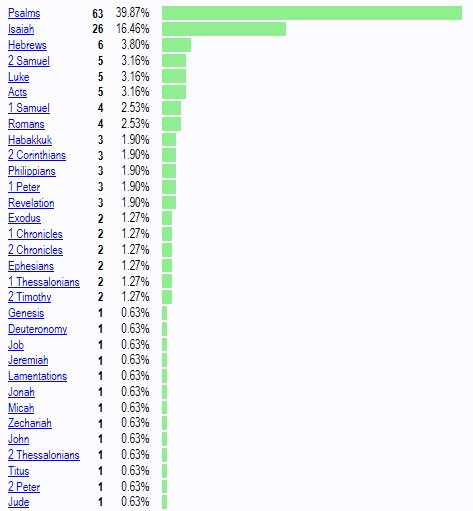 Psalms 63 39.87%
Isaiah 26 16.46%
Hebrews 6 3.80%
2 Samuel 5 3.16%
Luke 5 3.16%
Acts 5 3.16%
1 Samuel 4 2.53%
Romans 4 2.53%
Habakkuk 3 1.90%
2 Corinthians 3 1.90%
Philippians 3 1.90%
1 Peter 3 1.90%
Revelation 3 1.90%
Exodus 2 1.27%
1 Chronicles 2 1.27%
2 Chronicles 2 1.27%
Ephesians 2 1.27%
1 Thessalonians 2 1.27%
2 Timothy 2 1.27%
Genesis 1 0.63%
Deuteronomy 1 0.63%
Job 1 0.63%
Jeremiah 1 0.63%
Lamentations 1 0.63%
Jonah 1 0.63%
Micah 1 0.63%
Zechariah 1 0.63%
John 1 0.63%
2 Thessalonians 1 0.63%
Titus 1 0.63%
2 Peter 1 0.63%
Jude 1 0.63%